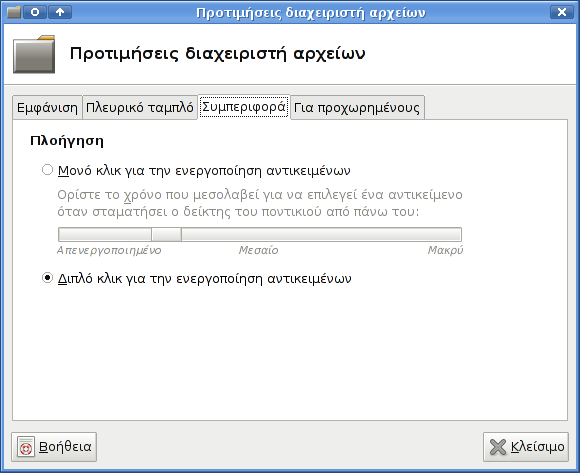 Προτιμήσεις διαχειριστή αρχείων
Προτιμήσεις διαχειριστή αρχείων
Εμφάνιση Πλευρικό ταμπλό Συμπεριφορά Για προχωρημένους
Πλοήγηση
Μονό κλικ για την ενεργοποίηση αντικειμένων
Ορίστε το χρόνο που μεσολαβεί για να επιλεγεί ένα αντικείμενο
όταν σταματήσει ο δείκτης του ποντικιού από πάνω του:
Απενεργοποιημένο Μεσαίο Μακρύ
Διπλό κλικ για την ενεργοποίηση αντικειμένων
Βοήθεια Κλείσιμο